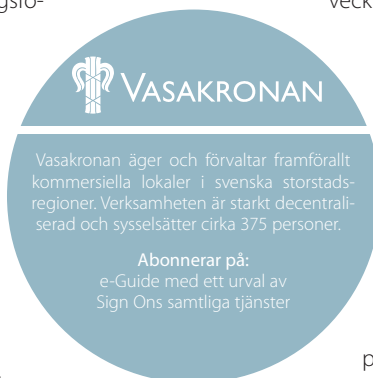 veck
VASAKRONAN
Vasakronan äger och förvaltar framförallt
kommersiella lokaler i svenska storstads-
regioner. Verksamheten är starkt decentrali-
serad och sysselsätter cirka 375 personer.
Abonnerar på:
e-Guide med ett urval av
Sign Ons samtliga tjänster
p